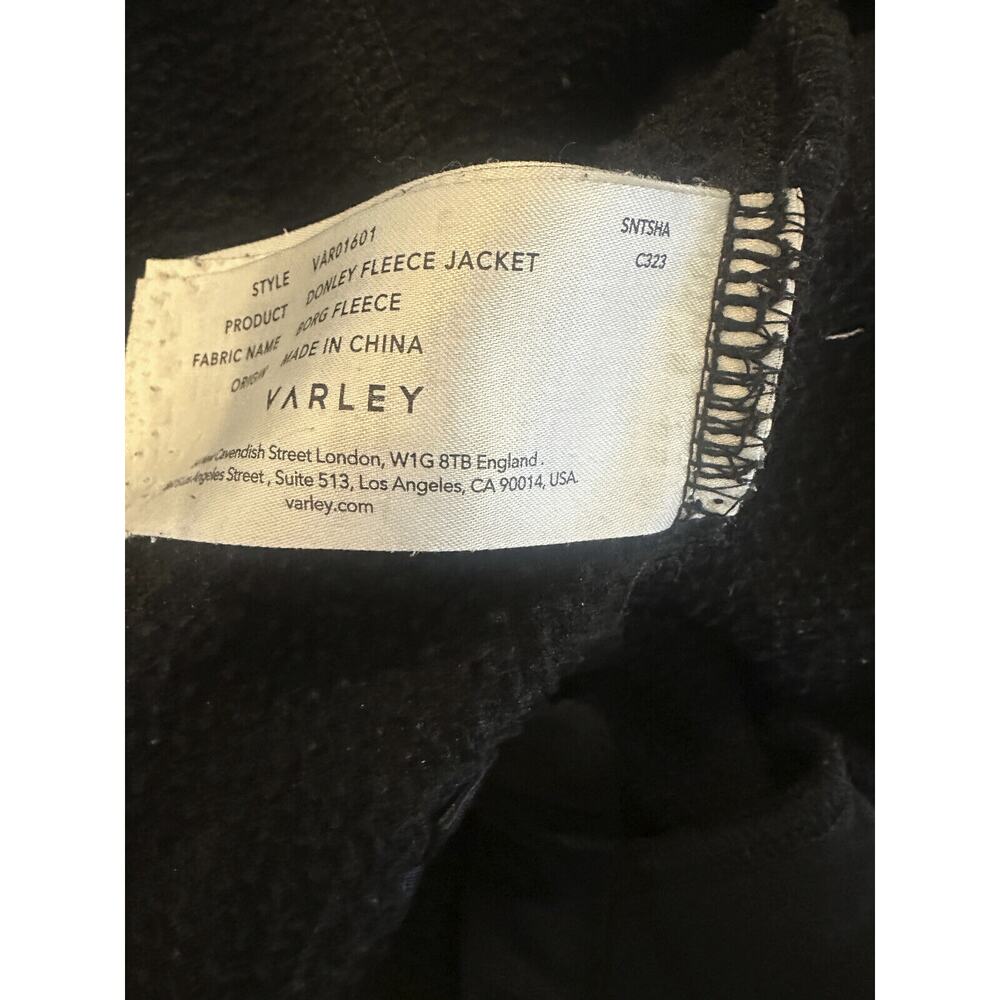 STYLE VAR01601
PRODUCT DONLEY FLEECE JACKET
FABRIC NAME BORG FLEECE
ORIGIN MADE IN CHINA
VARLEY
Cavendish Street London, W1G 8TB England.
Angeles Street, Suite 513, Los Angeles, CA 90014, USA.
varley.com
SNTSHA
C323